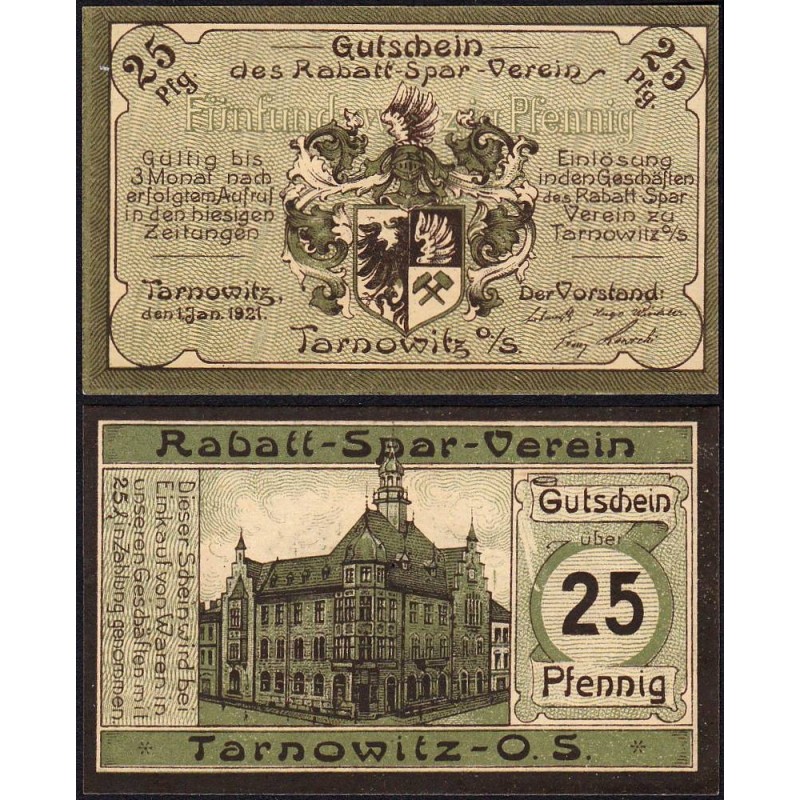 25 Pfg.
Gutschein
des Rabatt-Spar-Vereins
25 Pfg.
Gültig bis
3 Monat nach
erfolgtem Aufruf
in den hiesigen
Zeitungen
Einlösung
in den Geschäften
des Rabatt Spar
Verein zu
Tarnowitz o/s
Tarnowitz,
den 1. Jan. 1921.
Tarnowitz o/s.
Der Vorstand:
Rabatt-Spar-Verein
Dieser Schein wird bei
Einkauf von Waren in
unseren Geschäften mit
25 ₰ in Zahlung genommen.
Gutschein
über
25
Pfennig
* Tarnowitz-O.S. *